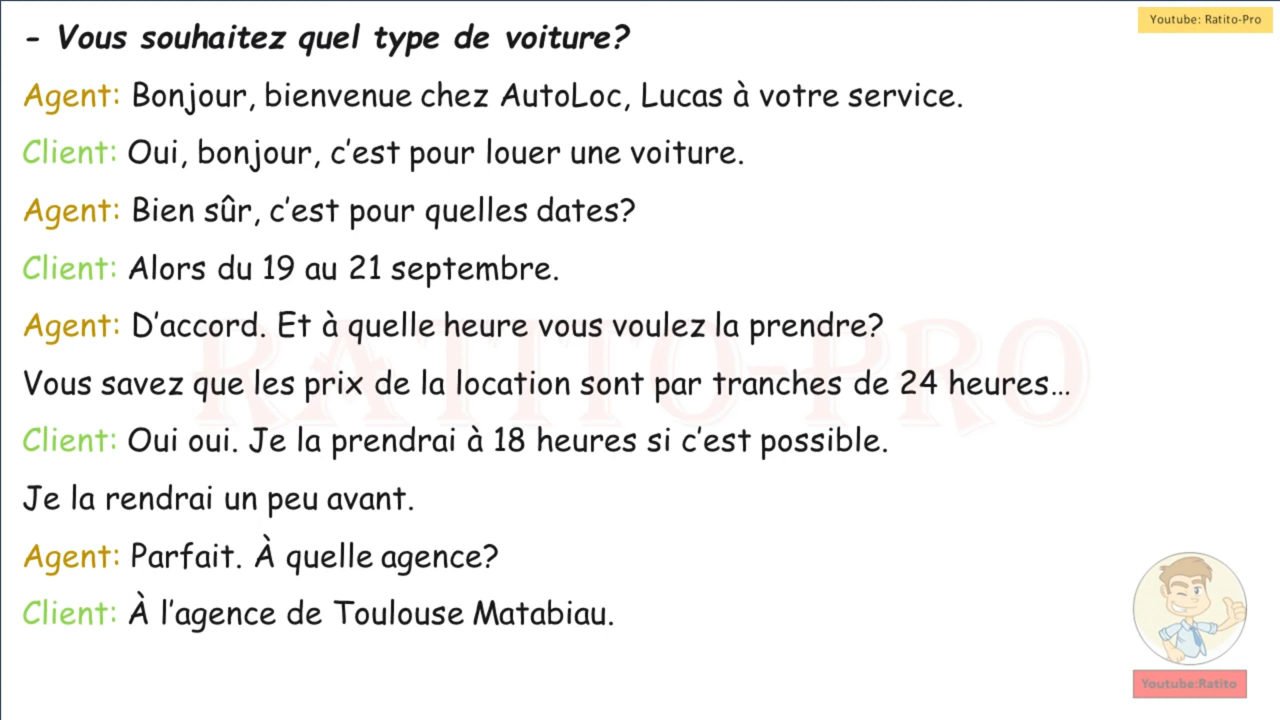 Youtube: Ratito-Pro
- Vous souhaitez quel type de voiture?
Agent: Bonjour, bienvenue chez AutoLoc, Lucas à votre service.
Client: Oui, bonjour, c’est pour louer une voiture.
Agent: Bien sûr, c’est pour quelles dates?
Client: Alors du 19 au 21 septembre.
Agent: D’accord. Et à quelle heure vous voulez la prendre?
Vous savez que les prix de la location sont par tranches de 24 heures…
Client: Oui oui. Je la prendrai à 18 heures si c’est possible.
Je la rendrai un peu avant.
Agent: Parfait. À quelle agence?
Client: À l’agence de Toulouse Matabiau.
RATITO-PRO
Youtube:Ratito